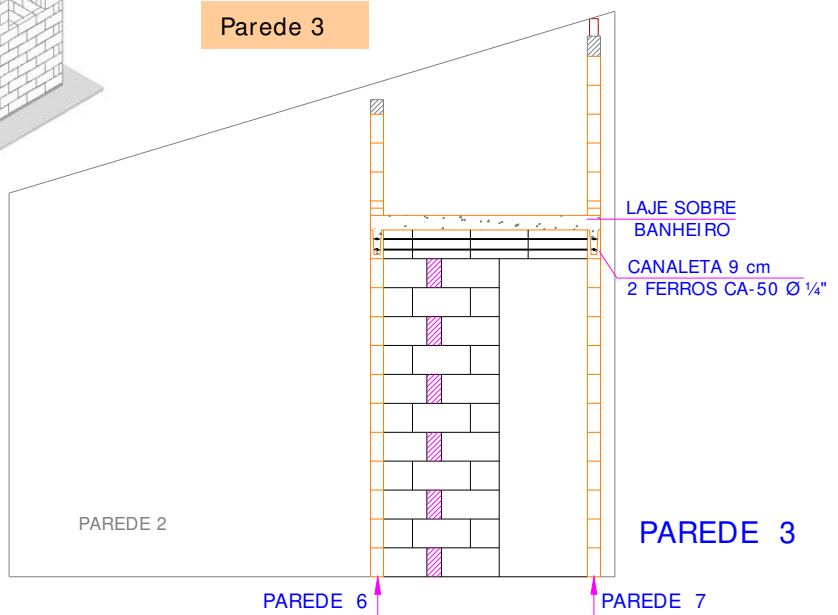 Parede 3
LAJE SOBRE
BANHEIRO
CANALETA 9 cm
2 FERROS CA-50 Ø ¼"
PAREDE 2
PAREDE 3
PAREDE 6
PAREDE 7